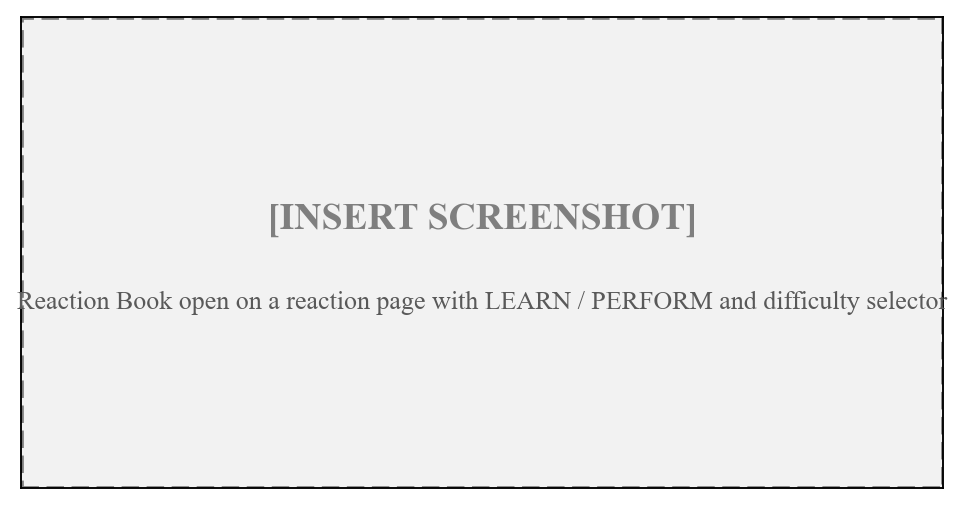 [INSERT SCREENSHOT]
Reaction Book open on a reaction page with LEARN / PERFORM and difficulty selector